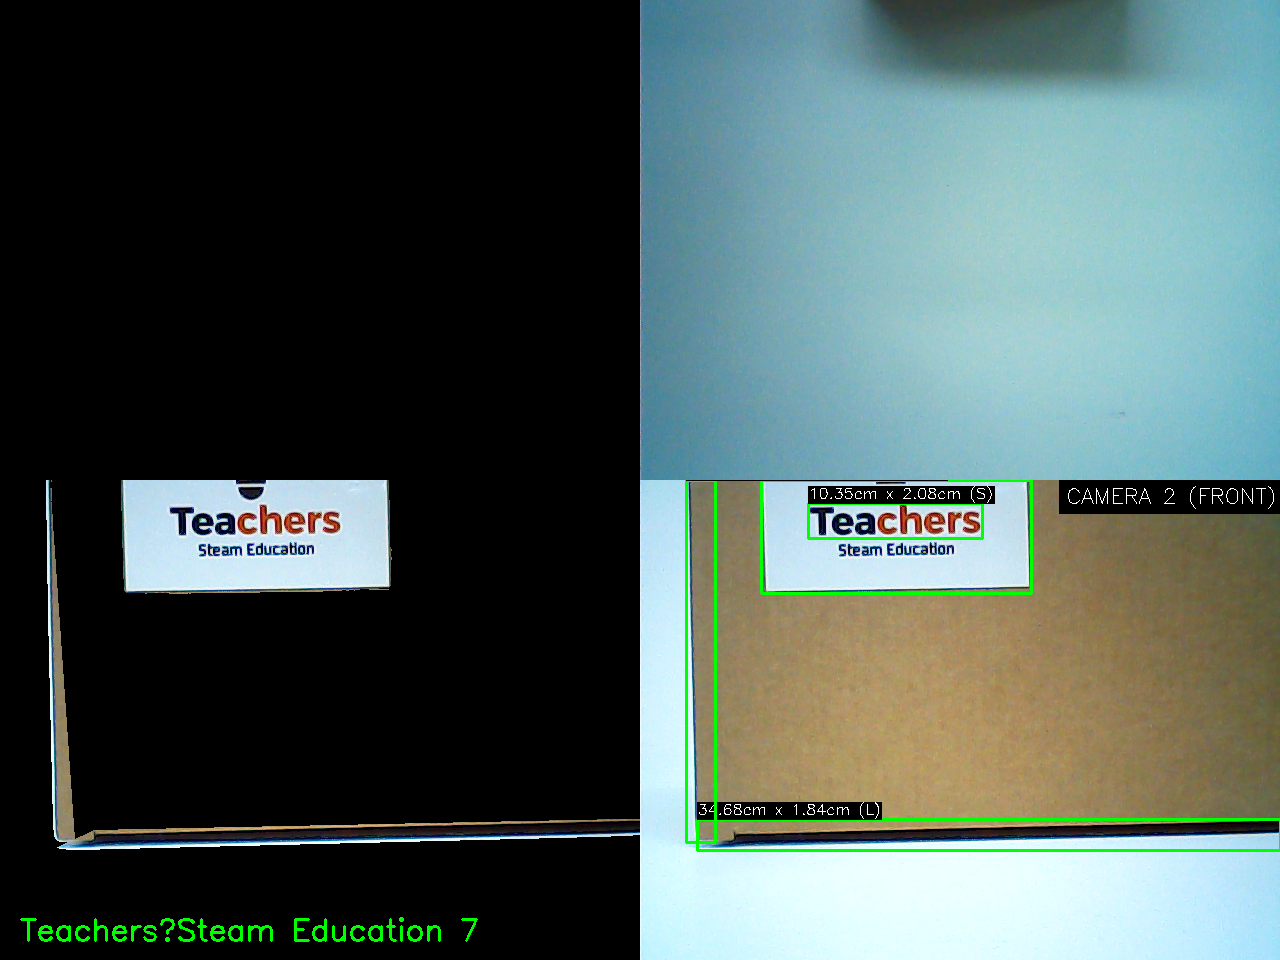 Teachers
Steam Education
Teachers?Steam Education 7
CAMERA 2 (FRONT)
10.35cm x 2.08cm (S)
Teachers
Steam Education
34.68cm x 1.84cm (L)